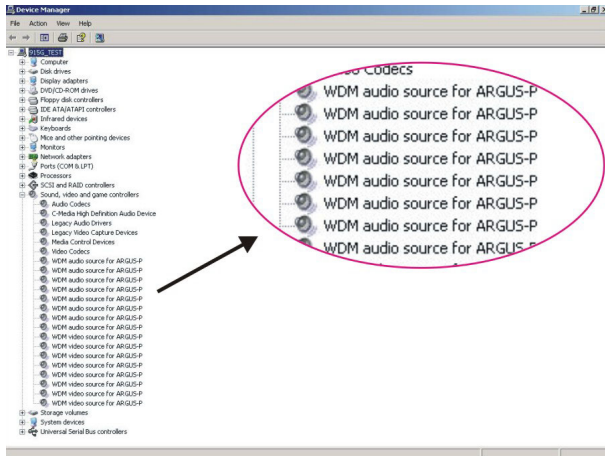 Device Manager
File Action View Help
915G_TEST
Computer
Disk drives
Display adapters
DVD/CD-ROM drives
Floppy disk controllers
IDE ATA/ATAPI controllers
Infrared devices
Keyboards
Mice and other pointing devices
Monitors
Network adapters
Ports (COM & LPT)
Processors
SCSI and RAID controllers
Sound, video and game controllers
Audio Codecs
C-Media High Definition Audio Device
Legacy Audio Drivers
Legacy Video Capture Devices
Media Control Devices
Video Codecs
WDM audio source for ARGUS-P
WDM audio source for ARGUS-P
WDM audio source for ARGUS-P
WDM audio source for ARGUS-P
WDM audio source for ARGUS-P
WDM audio source for ARGUS-P
WDM audio source for ARGUS-P
WDM audio source for ARGUS-P
WDM video source for ARGUS-P
WDM video source for ARGUS-P
WDM video source for ARGUS-P
WDM video source for ARGUS-P
WDM video source for ARGUS-P
WDM video source for ARGUS-P
WDM video source for ARGUS-P
WDM video source for ARGUS-P
Storage volumes
System devices
Universal Serial Bus controllers
Codecs
WDM audio source for ARGUS-P
WDM audio source for ARGUS-P
WDM audio source for ARGUS-P
WDM audio source for ARGUS-P
WDM audio source for ARGUS-P
WDM audio source for ARGUS-P
WDM audio source for ARGUS-P
WDM audio source for ARGUS-P